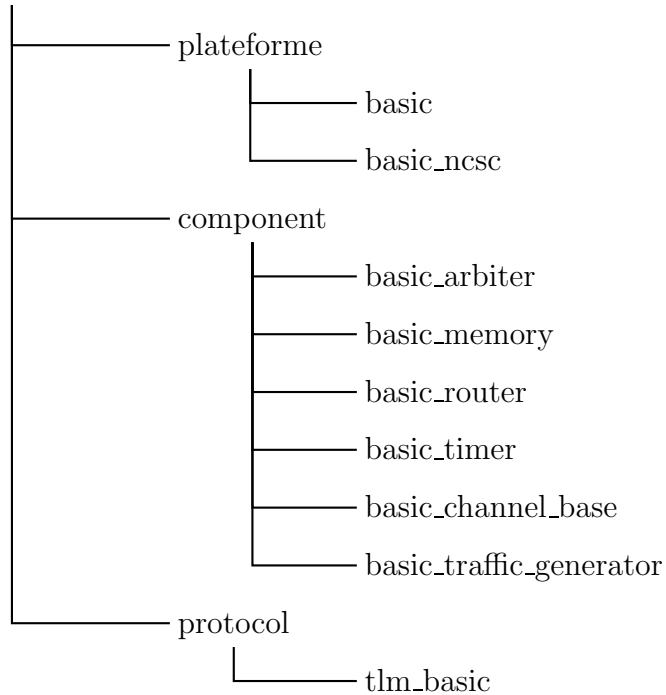 plateforme
basic
basic_ncsc
component
basic_arbiter
basic_memory
basic_router
basic_timer
basic_channel_base
basic_traffic_generator
protocol
tlm_basic